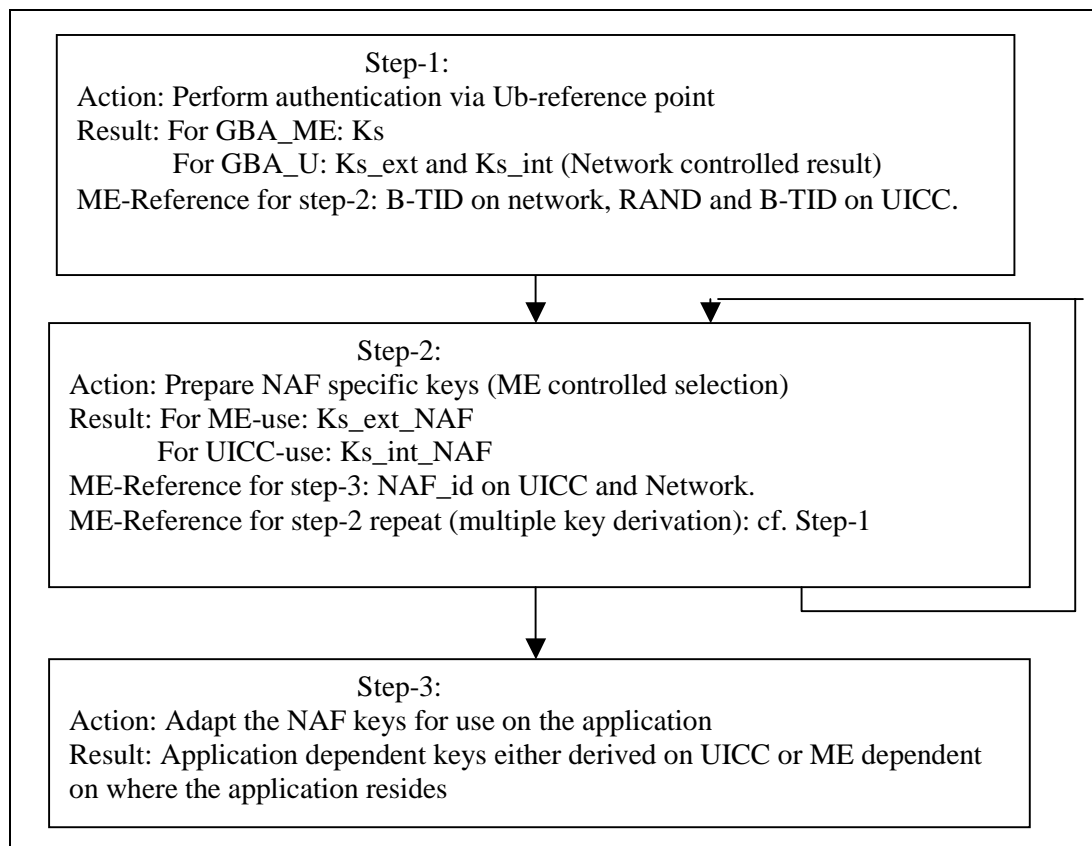 Step-1:
Action: Perform authentication via Ub-reference point
Result: For GBA_ME: Ks
For GBA_U: Ks_ext and Ks_int (Network controlled result)
ME-Reference for step-2: B-TID on network, RAND and B-TID on UICC.
Step-2:
Action: Prepare NAF specific keys (ME controlled selection)
Result: For ME-use: Ks_ext_NAF
For UICC-use: Ks_int_NAF
ME-Reference for step-3: NAF_id on UICC and Network.
ME-Reference for step-2 repeat (multiple key derivation): cf. Step-1
Step-3:
Action: Adapt the NAF keys for use on the application
Result: Application dependent keys either derived on UICC or ME dependent
on where the application resides